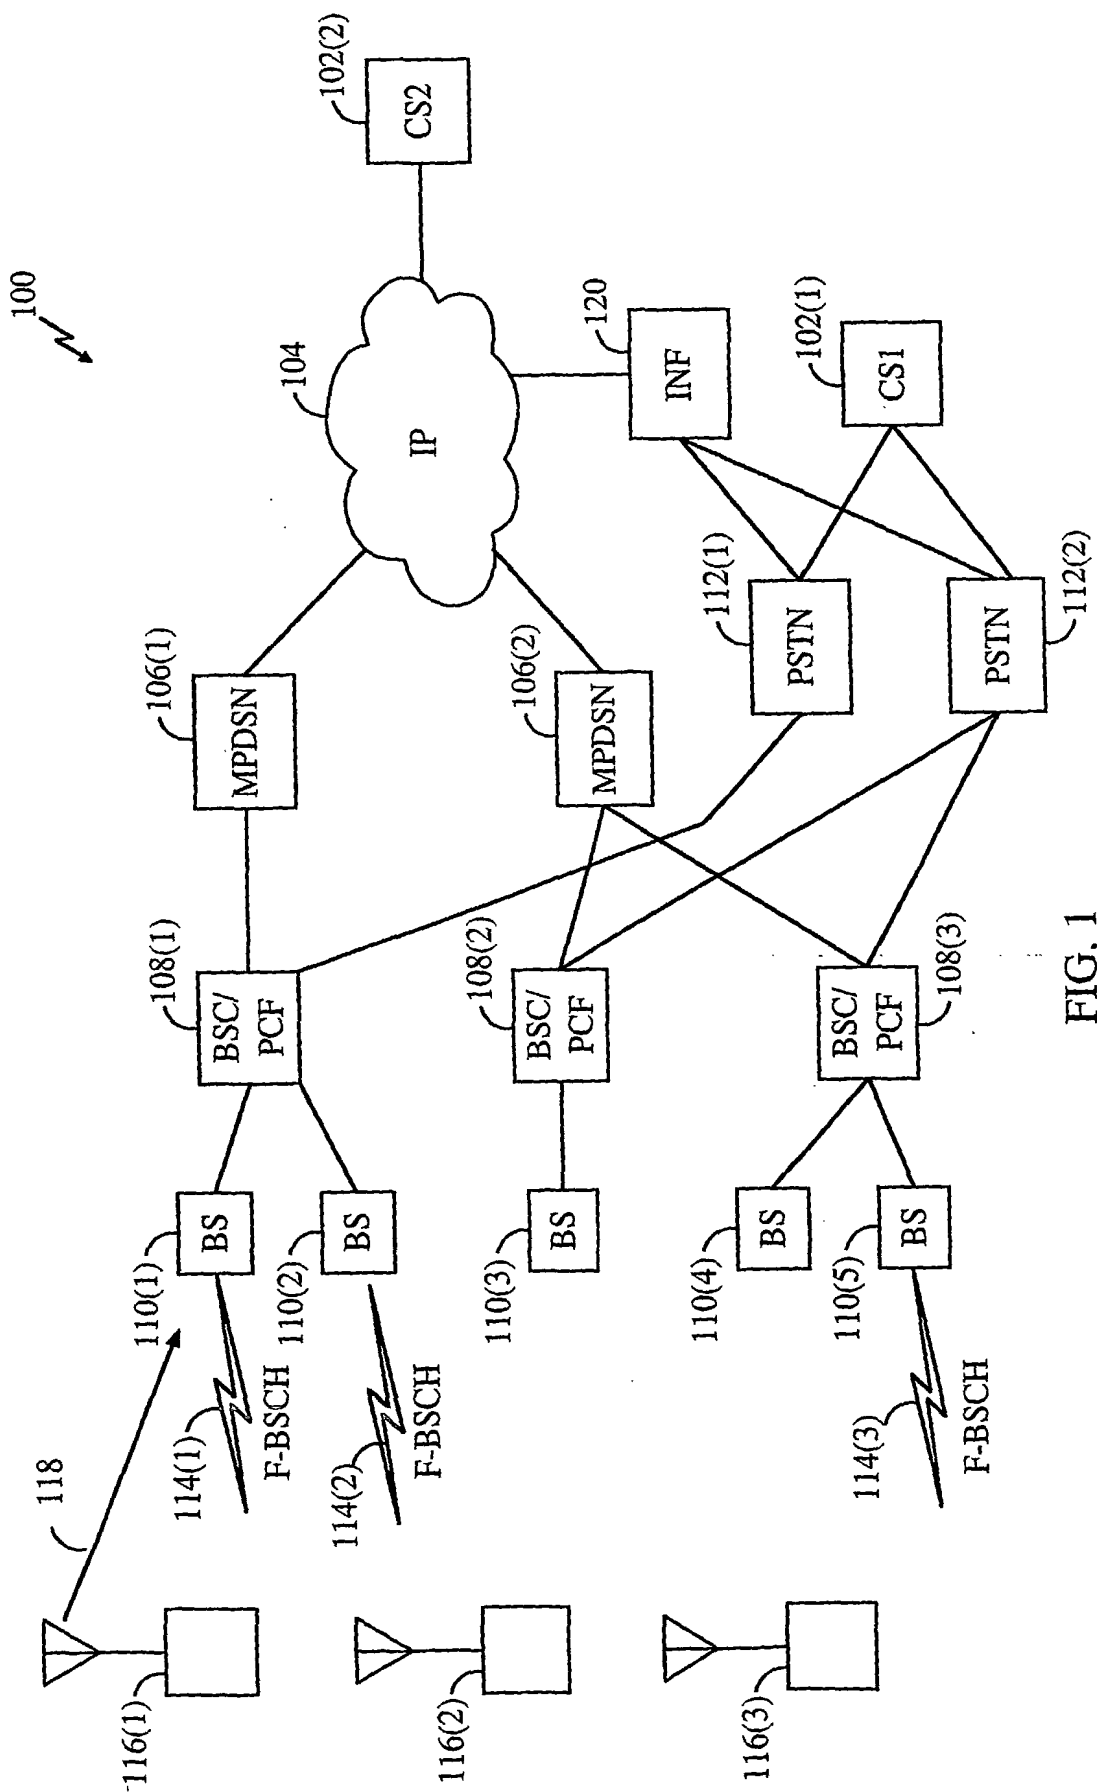 100
102(2)
CS2
104
IP
120
INF
102(1)
CS1
106(1)
MPDSN
106(2)
MPDSN
112(1)
PSTN
112(2)
PSTN
108(1)
BSC/
PCF
108(2)
BSC/
PCF
108(3)
BSC/
PCF
110(1)
BS
110(2)
BS
110(3)
BS
110(4)
BS
110(5)
BS
118
114(1)
F-BSCH
114(2)
F-BSCH
114(3)
F-BSCH
116(1)
116(2)
116(3)
FIG. 1